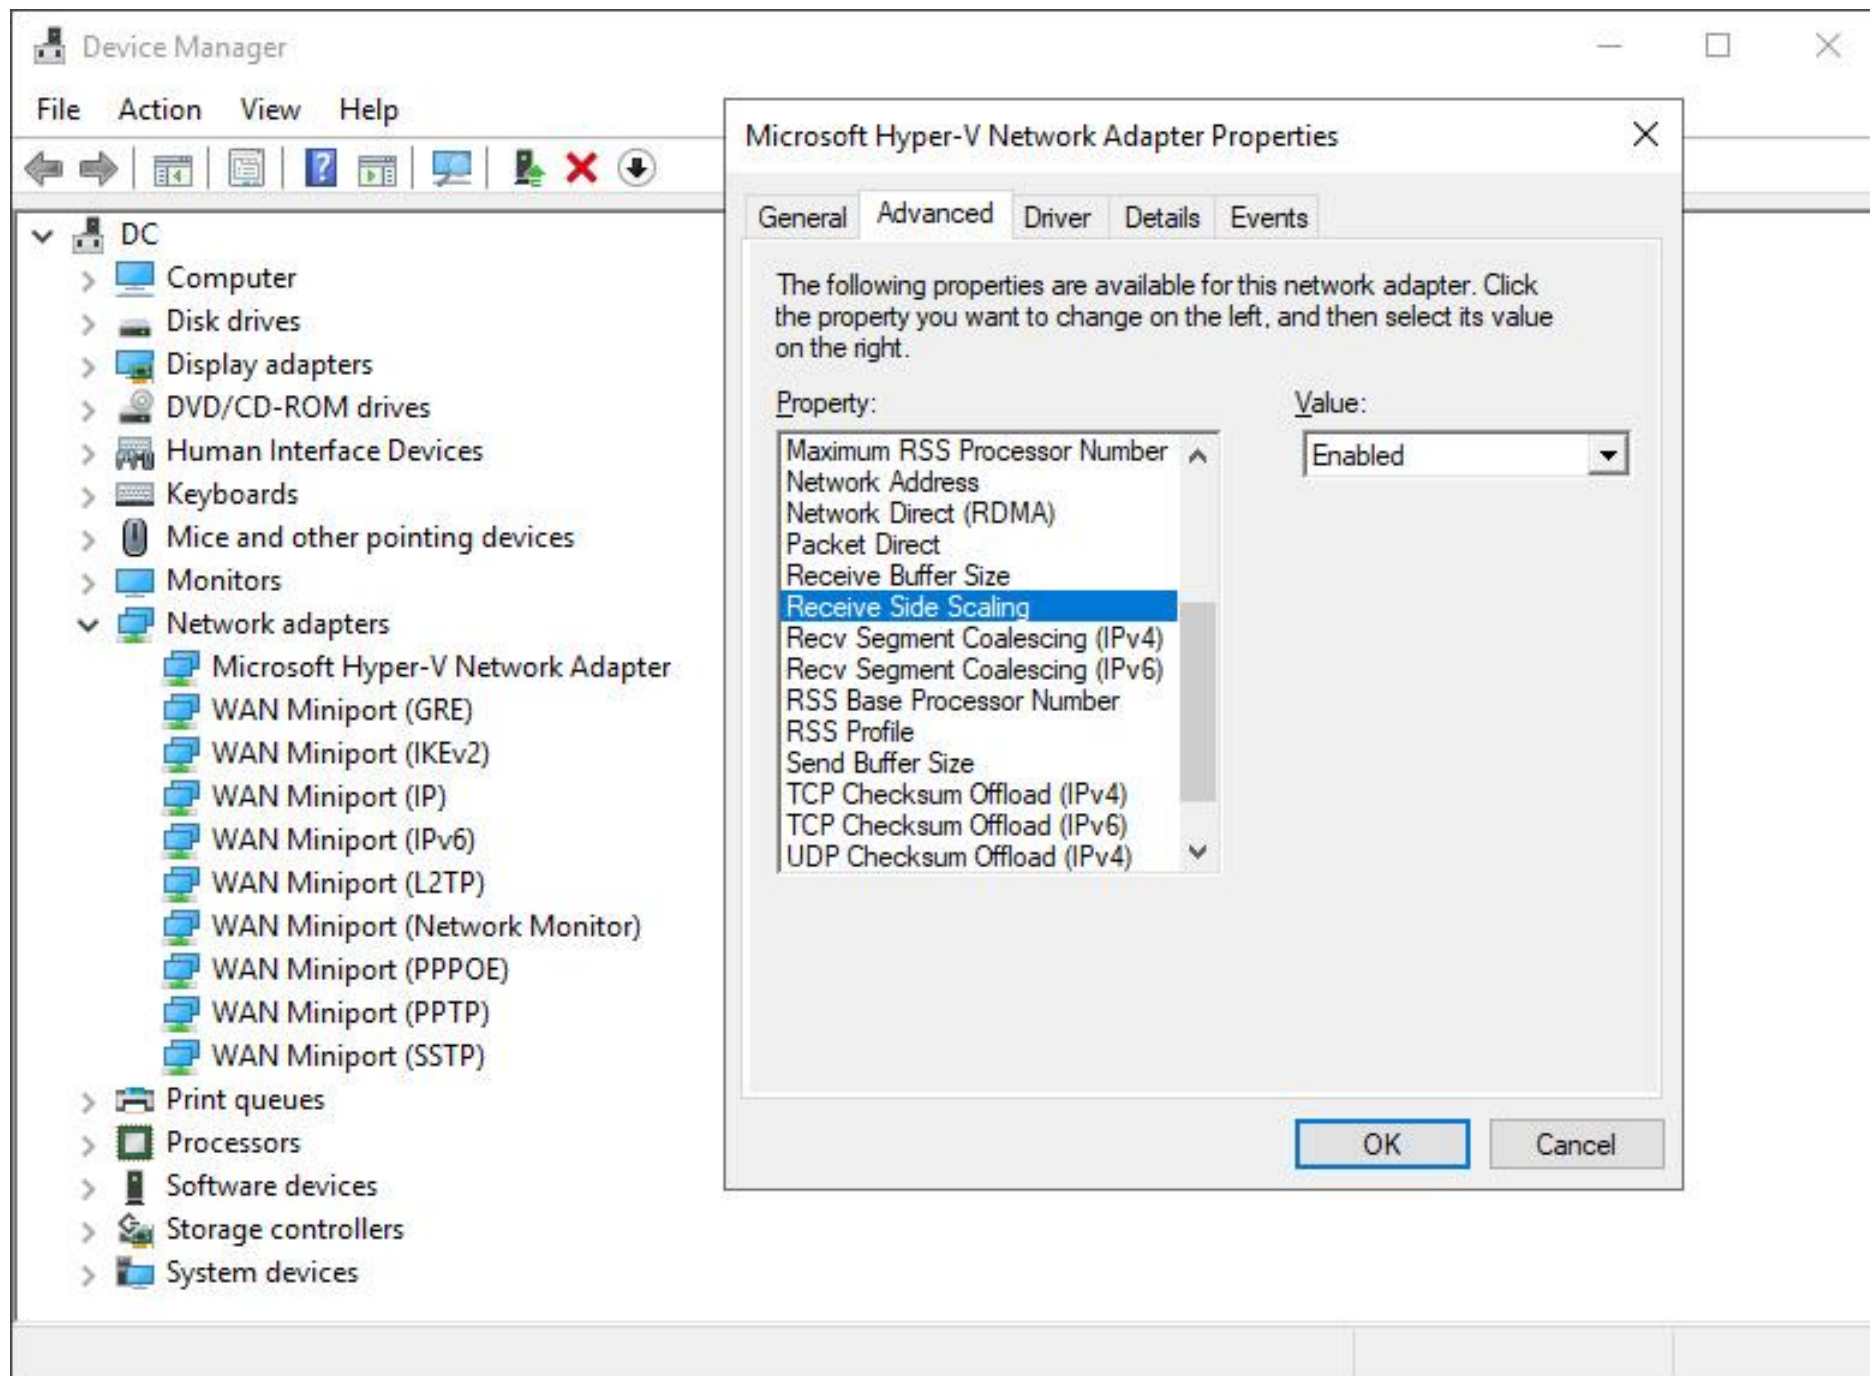 Device Manager
File Action View Help
DC
Computer
Disk drives
Display adapters
DVD/CD-ROM drives
Human Interface Devices
Keyboards
Mice and other pointing devices
Monitors
Network adapters
Microsoft Hyper-V Network Adapter
WAN Miniport (GRE)
WAN Miniport (IKEv2)
WAN Miniport (IP)
WAN Miniport (IPv6)
WAN Miniport (L2TP)
WAN Miniport (Network Monitor)
WAN Miniport (PPPOE)
WAN Miniport (PPTP)
WAN Miniport (SSTP)
Print queues
Processors
Software devices
Storage controllers
System devices
Microsoft Hyper-V Network Adapter Properties
General Advanced Driver Details Events
The following properties are available for this network adapter. Click
the property you want to change on the left, and then select its value
on the right.
Property:
Maximum RSS Processor Number
Network Address
Network Direct (RDMA)
Packet Direct
Receive Buffer Size
Receive Side Scaling
Recv Segment Coalescing (IPv4)
Recv Segment Coalescing (IPv6)
RSS Base Processor Number
RSS Profile
Send Buffer Size
TCP Checksum Offload (IPv4)
TCP Checksum Offload (IPv6)
UDP Checksum Offload (IPv4)
Value:
Enabled
OK Cancel